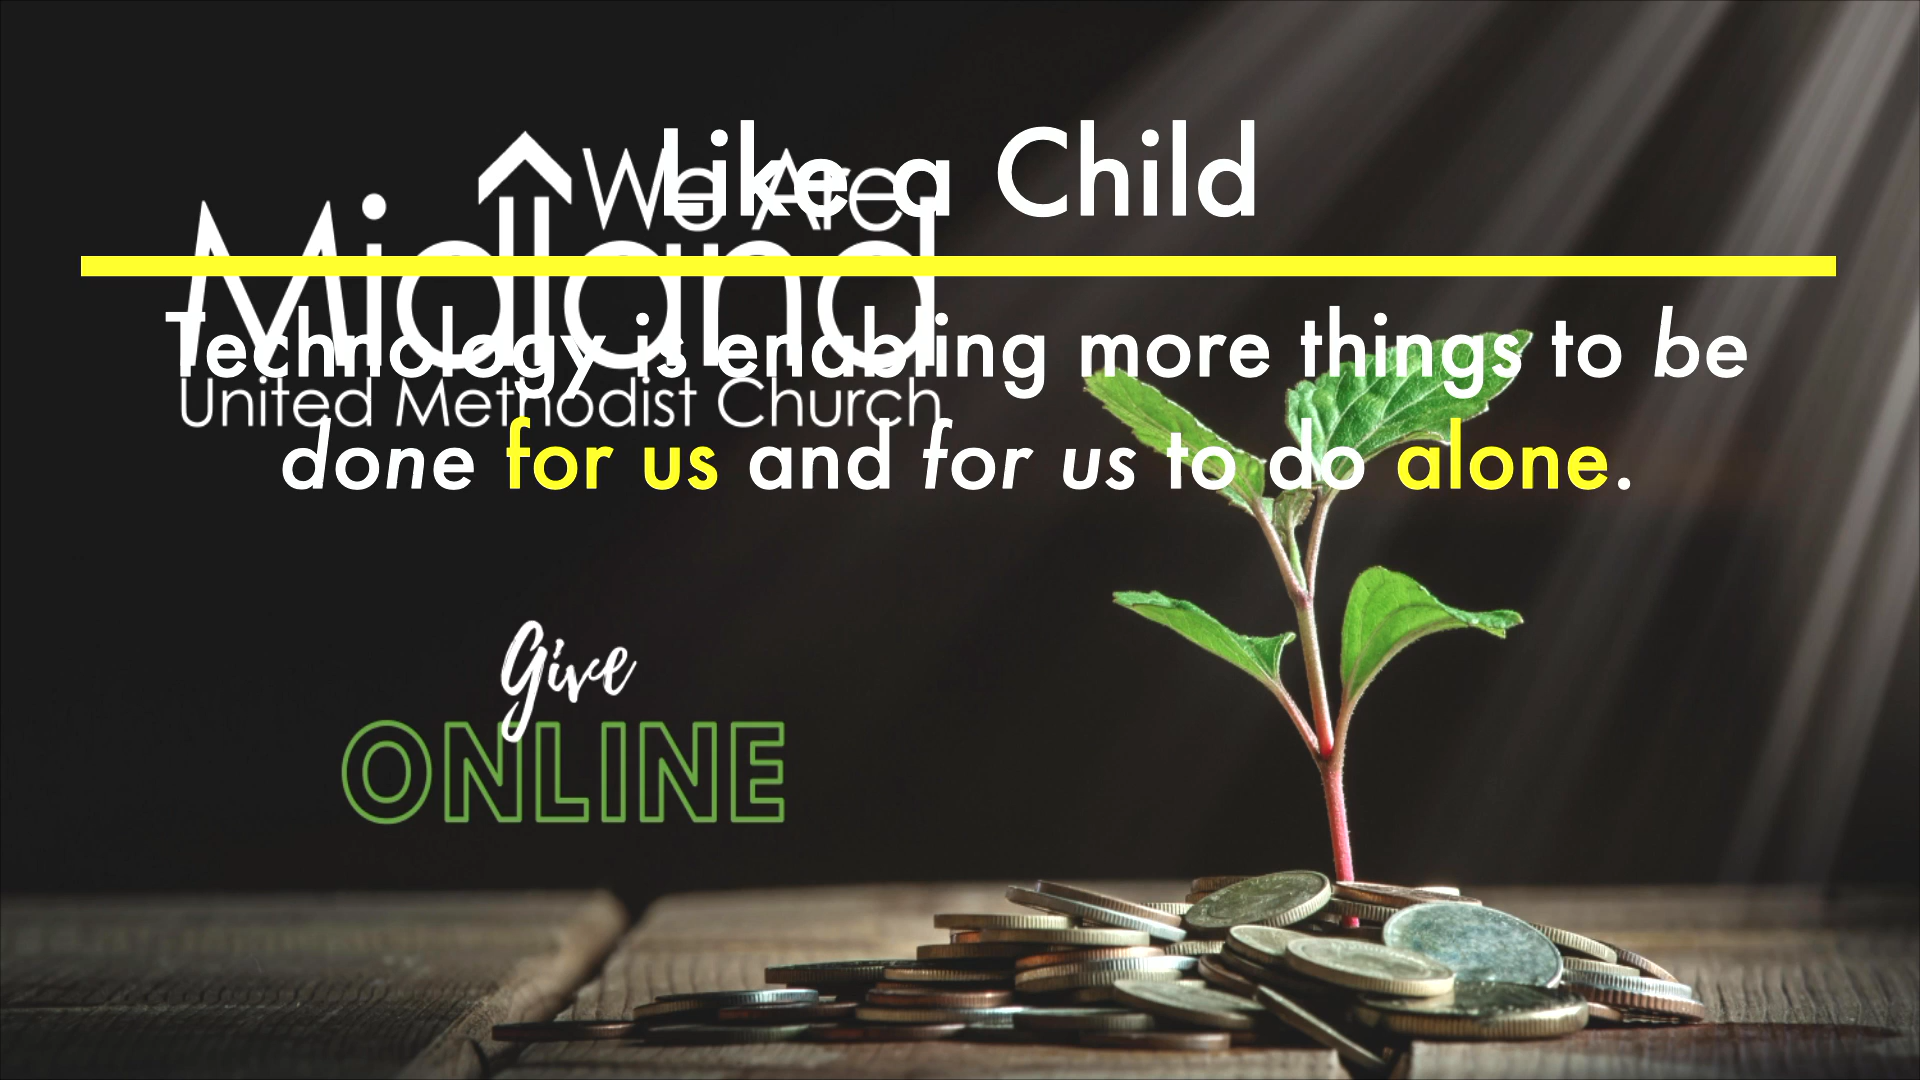 Like a Child
We Are
Midland
United Methodist Church
Technology is enabling more things to be
done for us and for us to do alone.
Give
ONLINE